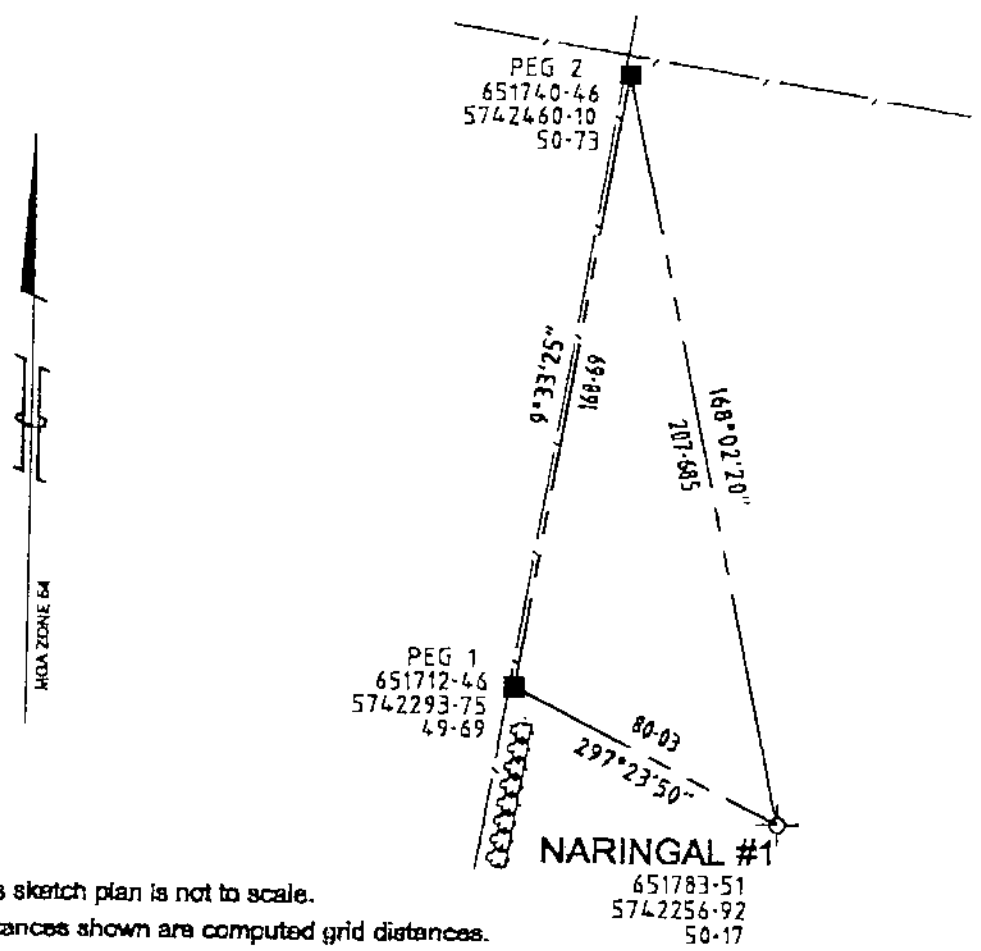 PEG 2
651740·46
5742460·10
50·73
9°33'25"
168·69
168°02'20"
207·685
MGA ZONE 54
PEG 1
651712·46
5742293·75
49·69
80·03
297°23'50"
NARINGAL #1
651783·51
5742256·92
50·17
s sketch plan is not to scale.
tances shown are computed grid distances.